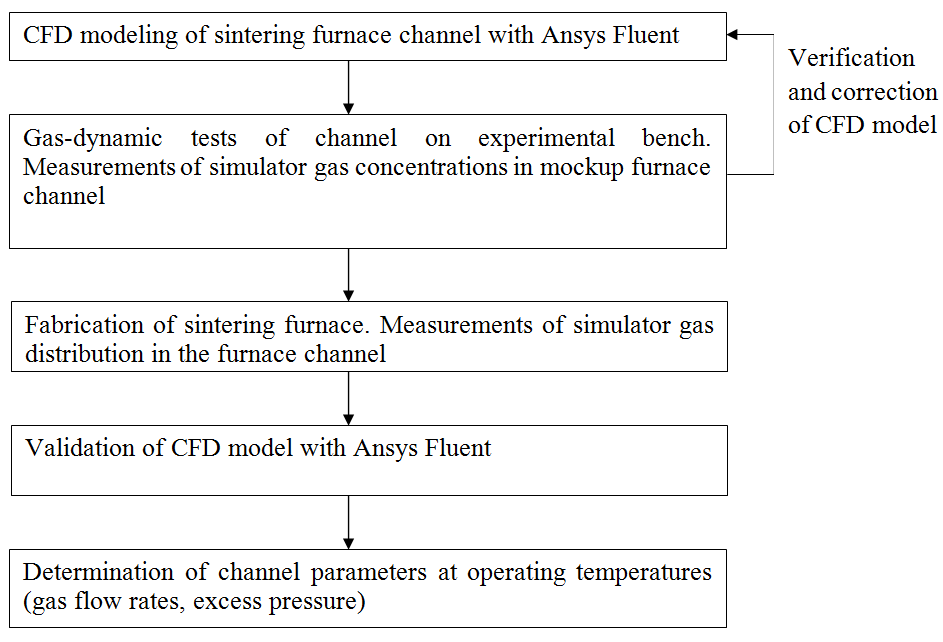 CFD modeling of sintering furnace channel with Ansys Fluent
Verification
and correction
of CFD model
Gas-dynamic tests of channel on experimental bench.
Measurements of simulator gas concentrations in mockup furnace
channel
Fabrication of sintering furnace. Measurements of simulator gas
distribution in the furnace channel
Validation of CFD model with Ansys Fluent
Determination of channel parameters at operating temperatures
(gas flow rates, excess pressure)